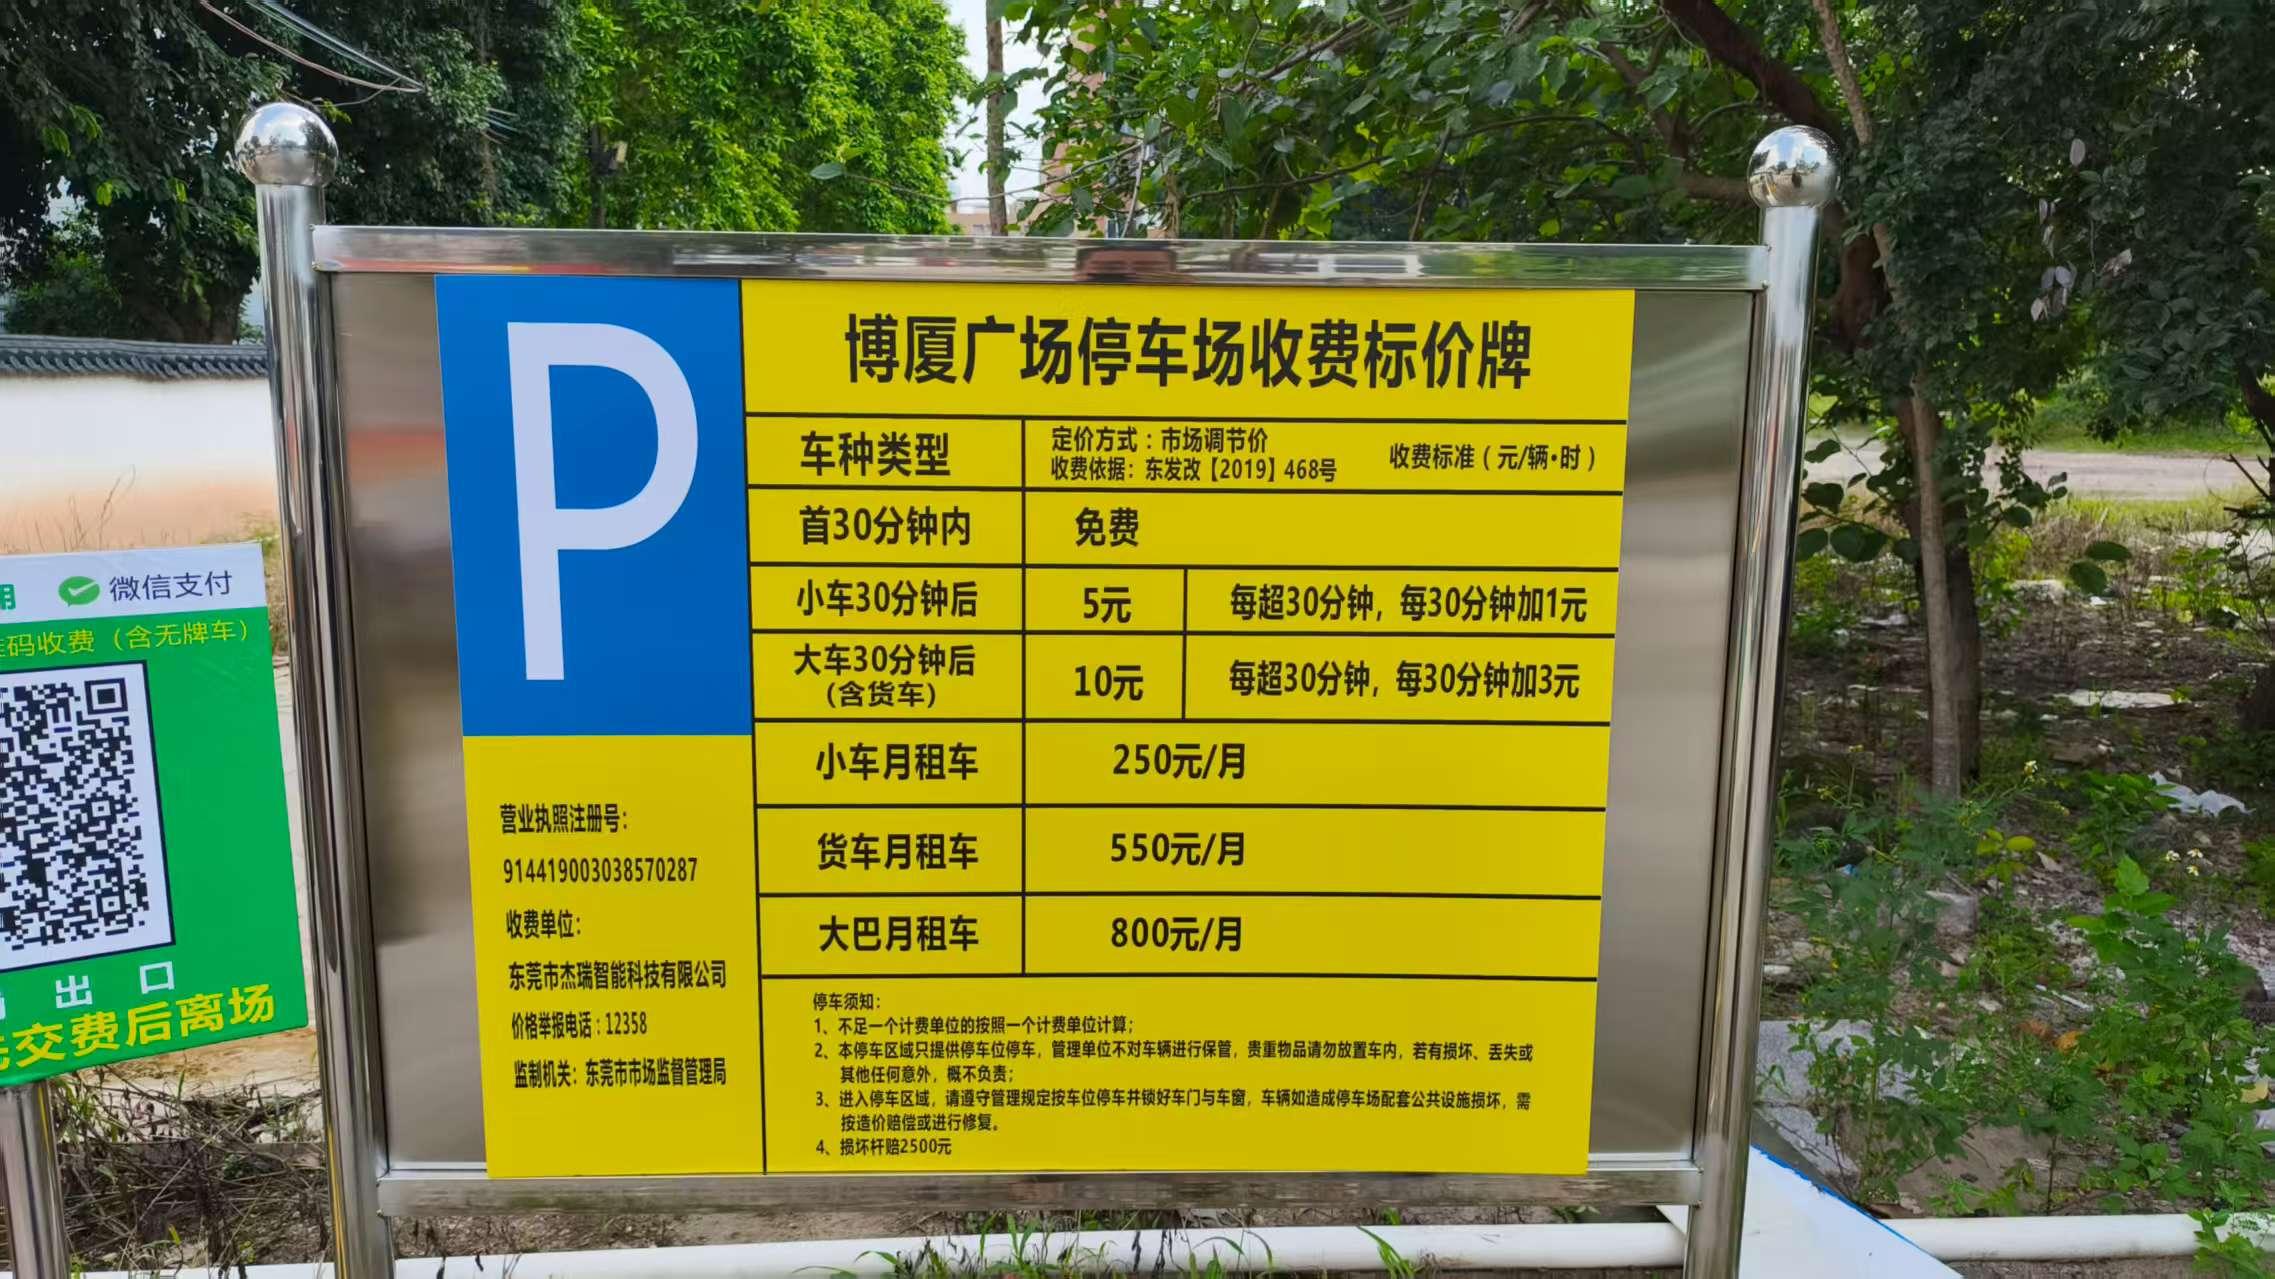 博厦广场停车场收费标价牌
车种类型
定价方式：市场调节价
收费依据：东发改【2019】468号
收费标准（元/辆·时）
首30分钟内 免费
小车30分钟后 5元 每超30分钟，每30分钟加1元
大车30分钟后
（含货车）
10元 每超30分钟，每30分钟加3元
小车月租车 250元/月
货车月租车 550元/月
大巴月租车 800元/月
停车须知：
1、不足一个计费单位的按照一个计费单位计算；
2、本停车区域只提供停车位停车，管理单位不对车辆进行保管，贵重物品请勿放置车内，若有损坏、丢失或
其他任何意外，概不负责；
3、进入停车区域，请遵守管理规定按车位停车并锁好车门与车窗，车辆如造成停车场配套公共设施损坏，需
按造价赔偿或进行修复。
4、损坏杆赔2500元
P
营业执照注册号：
914419003038570287
收费单位：
东莞市杰瑞智能科技有限公司
价格举报电话：12358
监制机关：东莞市市场监督管理局
微信支付
码收费（含无牌车）
出口
交费后离场